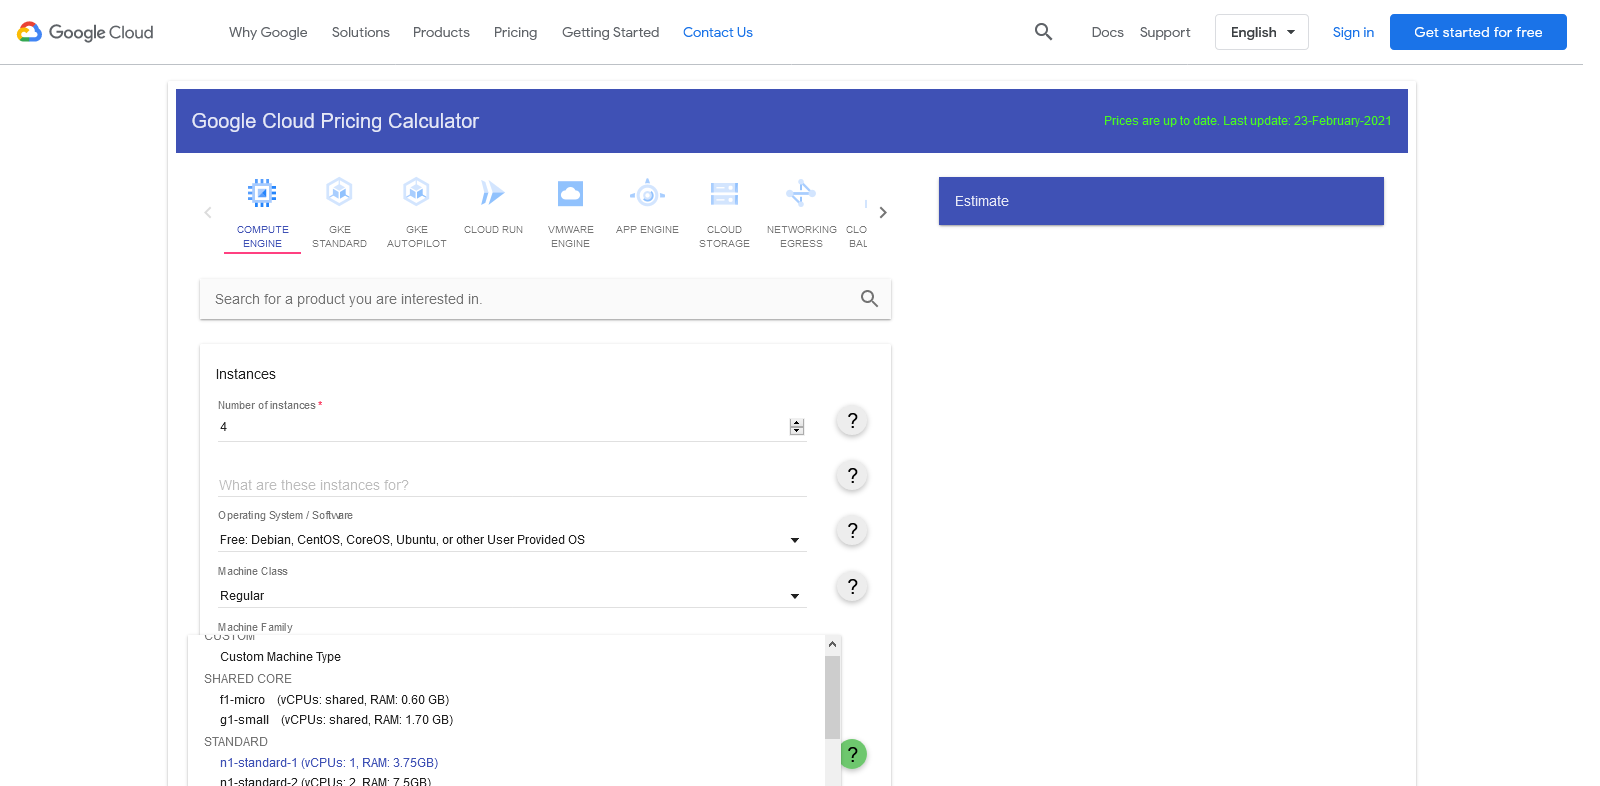 Google Cloud
Why Google
Solutions
Products
Pricing
Getting Started
Contact Us
Docs
Support
English
Sign in
Get started for free
Google Cloud Pricing Calculator
Prices are up to date. Last update: 23-February-2021
COMPUTE
ENGINE
GKE
STANDARD
GKE
AUTOPILOT
CLOUD RUN
VMWARE
ENGINE
APP ENGINE
CLOUD
STORAGE
NETWORKING
EGRESS
CLO
BAL
Estimate
Search for a product you are interested in.
Instances
Number of instances *
4
?
What are these instances for?
?
Operating System / Software
Free: Debian, CentOS, CoreOS, Ubuntu, or other User Provided OS
?
Machine Class
Regular
?
Machine Family
CUSTOM
Custom Machine Type
SHARED CORE
f1-micro (vCPUs: shared, RAM: 0.60 GB)
g1-small (vCPUs: shared, RAM: 1.70 GB)
STANDARD
n1-standard-1 (vCPUs: 1, RAM: 3.75GB)
?
n1-standard-2 (vCPUs: 2, RAM: 7.5GB)